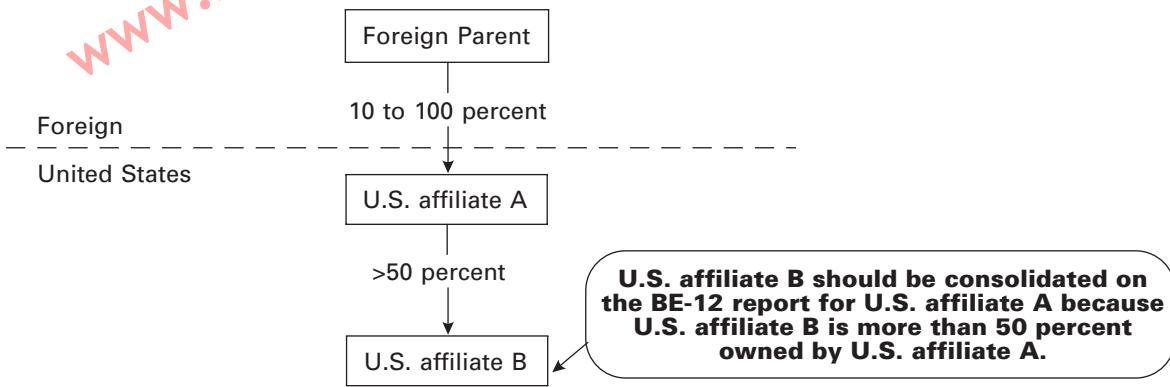 www.
Foreign Parent
10 to 100 percent
Foreign
United States
U.S. affiliate A
>50 percent
U.S. affiliate B should be consolidated on
the BE-12 report for U.S. affiliate A because
U.S. affiliate B is more than 50 percent
owned by U.S. affiliate A.
U.S. affiliate B